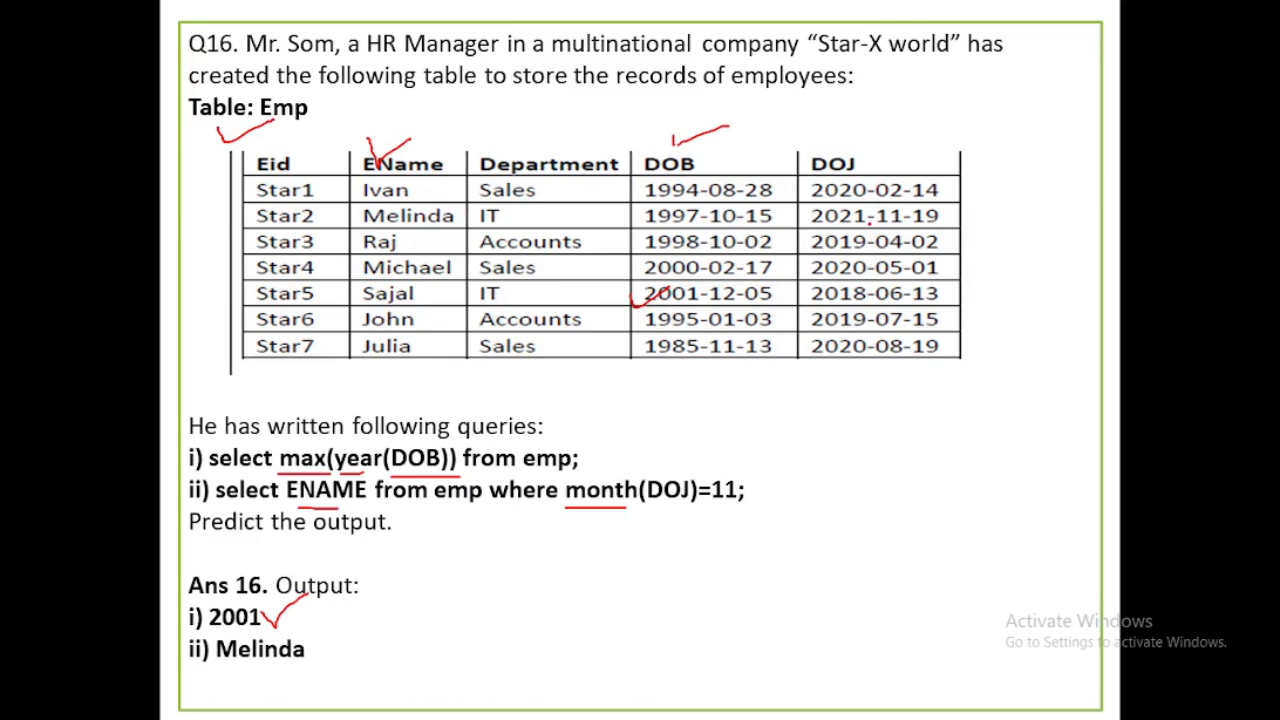 Q16. Mr. Som, a HR Manager in a multinational company “Star-X world” has
created the following table to store the records of employees:
Table: Emp
Eid EName Department DOB DOJ
Star1 Ivan Sales 1994-08-28 2020-02-14
Star2 Melinda IT 1997-10-15 2021-11-19
Star3 Raj Accounts 1998-10-02 2019-04-02
Star4 Michael Sales 2000-02-17 2020-05-01
Star5 Sajal IT 2001-12-05 2018-06-13
Star6 John Accounts 1995-01-03 2019-07-15
Star7 Julia Sales 1985-11-13 2020-08-19
He has written following queries:
i) select max(year(DOB)) from emp;
ii) select ENAME from emp where month(DOJ)=11;
Predict the output.
Ans 16. Output:
i) 2001
ii) Melinda
Activate Windows
Go to Settings to activate Windows.